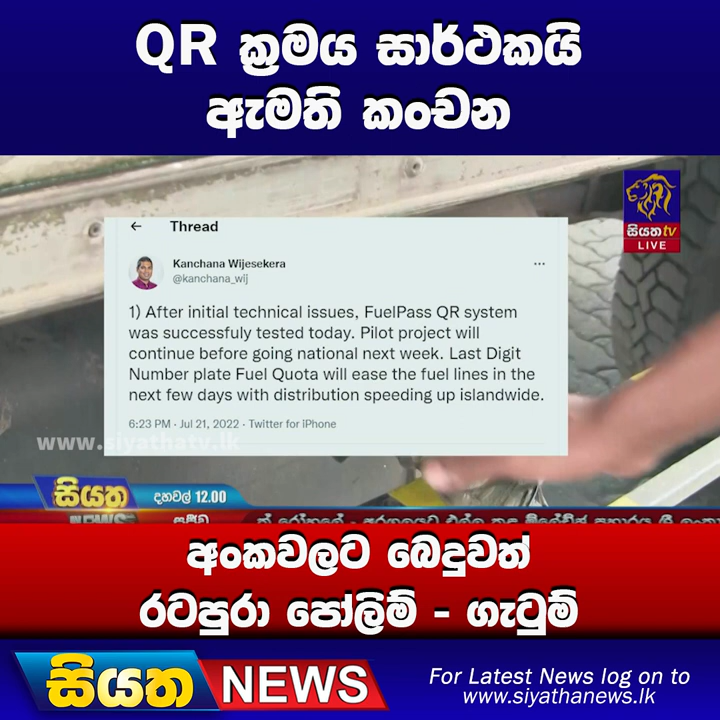 QR ක්‍රමය සාර්ථකයි
ඇමති කංචන
සියත tv
LIVE
← Thread
Kanchana Wijesekera
@kanchana_wij
1) After initial technical issues, FuelPass QR system
was successfuly tested today. Pilot project will
continue before going national next week. Last Digit
Number plate Fuel Quota will ease the fuel lines in the
next few days with distribution speeding up islandwide.
6:23 PM · Jul 21, 2022 · Twitter for iPhone
www.siyathatv.lk
සියත
දහවල් 12.00
NEWS
සජීවී
අංකවලට බෙදුවත්
රටපුරා පෝලිම් - ගැටුම්
සියත NEWS
For Latest News log on to
www.siyathanews.lk